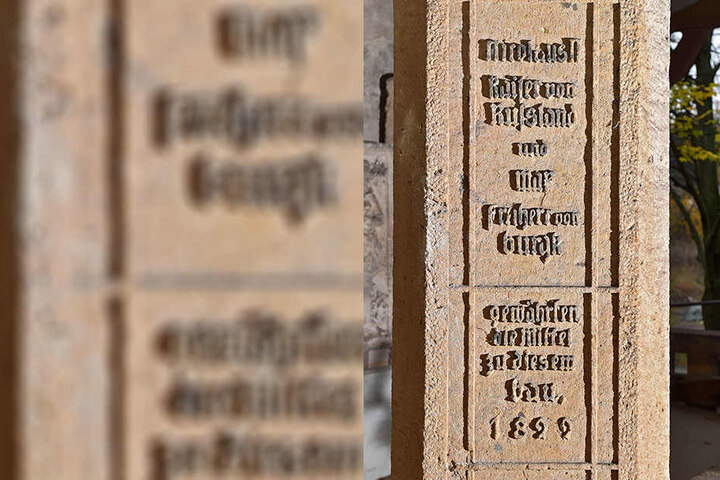 nikolaus II
kaiser von
Russland
und
max
freiherr von
burgk
gewährten
die mittel
zu diesem
bau,
1899